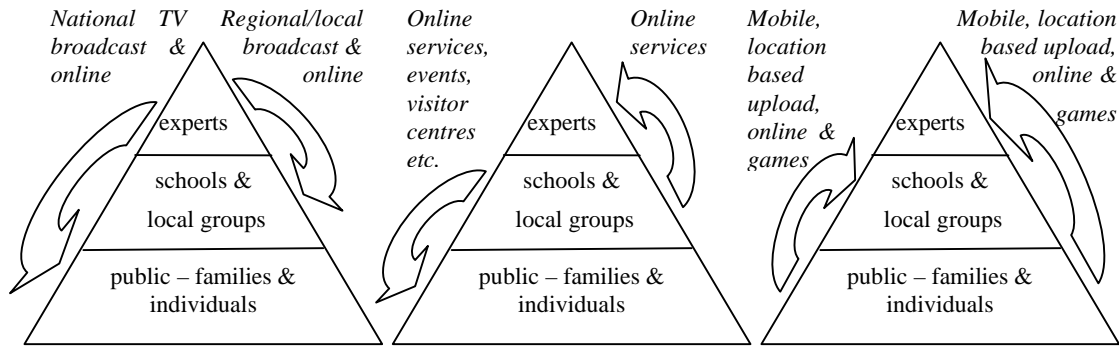 National TV
broadcast &
online
Regional/local
broadcast &
online
experts
schools &
local groups
public – families &
individuals
Online
services,
events,
visitor
centres
etc.
Online
services
experts
schools &
local groups
public – families &
individuals
Mobile,
location
based
upload,
online &
games
Mobile, location
based upload,
online &
games
experts
schools &
local groups
public – families &
individuals